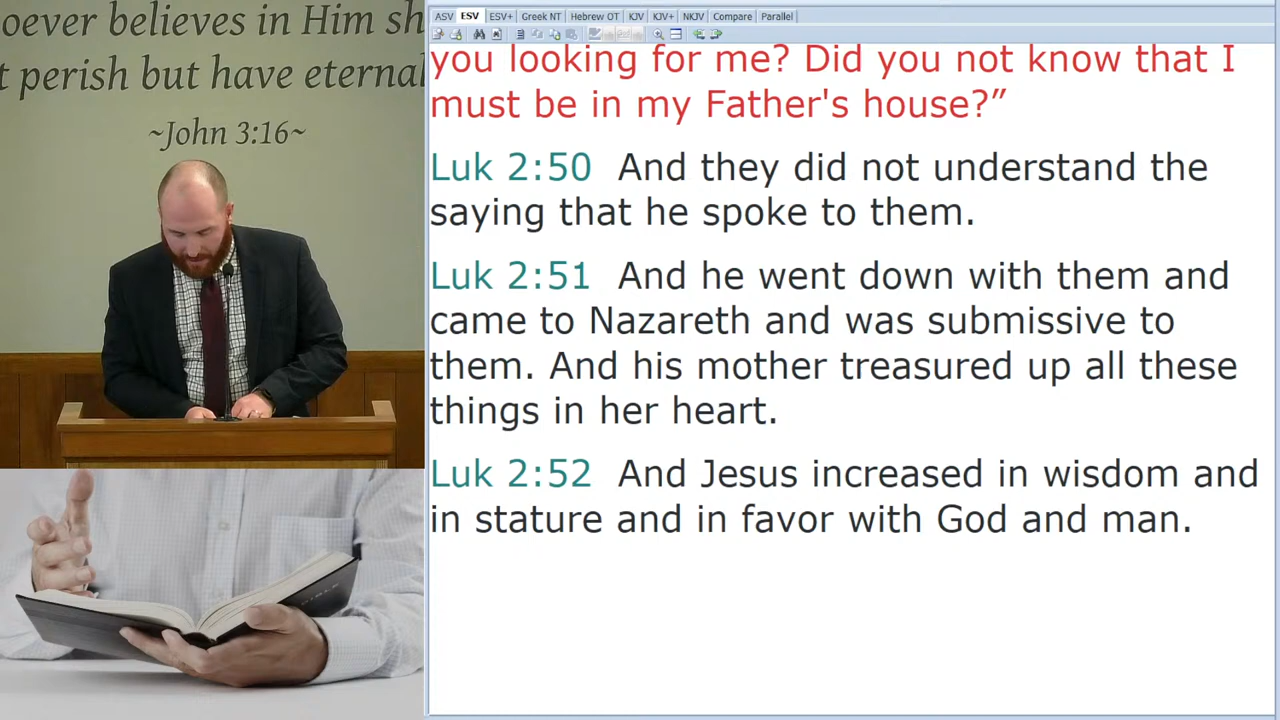 oever believes in Him sh
t perish but have eternal
~John 3:16~
ASV ESV ESV+ Greek NT Hebrew OT KJV KJV+ NKJV Compare Parallel
you looking for me? Did you not know that I
must be in my Father's house?”
Luk 2:50 And they did not understand the
saying that he spoke to them.
Luk 2:51 And he went down with them and
came to Nazareth and was submissive to
them. And his mother treasured up all these
things in her heart.
Luk 2:52 And Jesus increased in wisdom and
in stature and in favor with God and man.
BIBLE